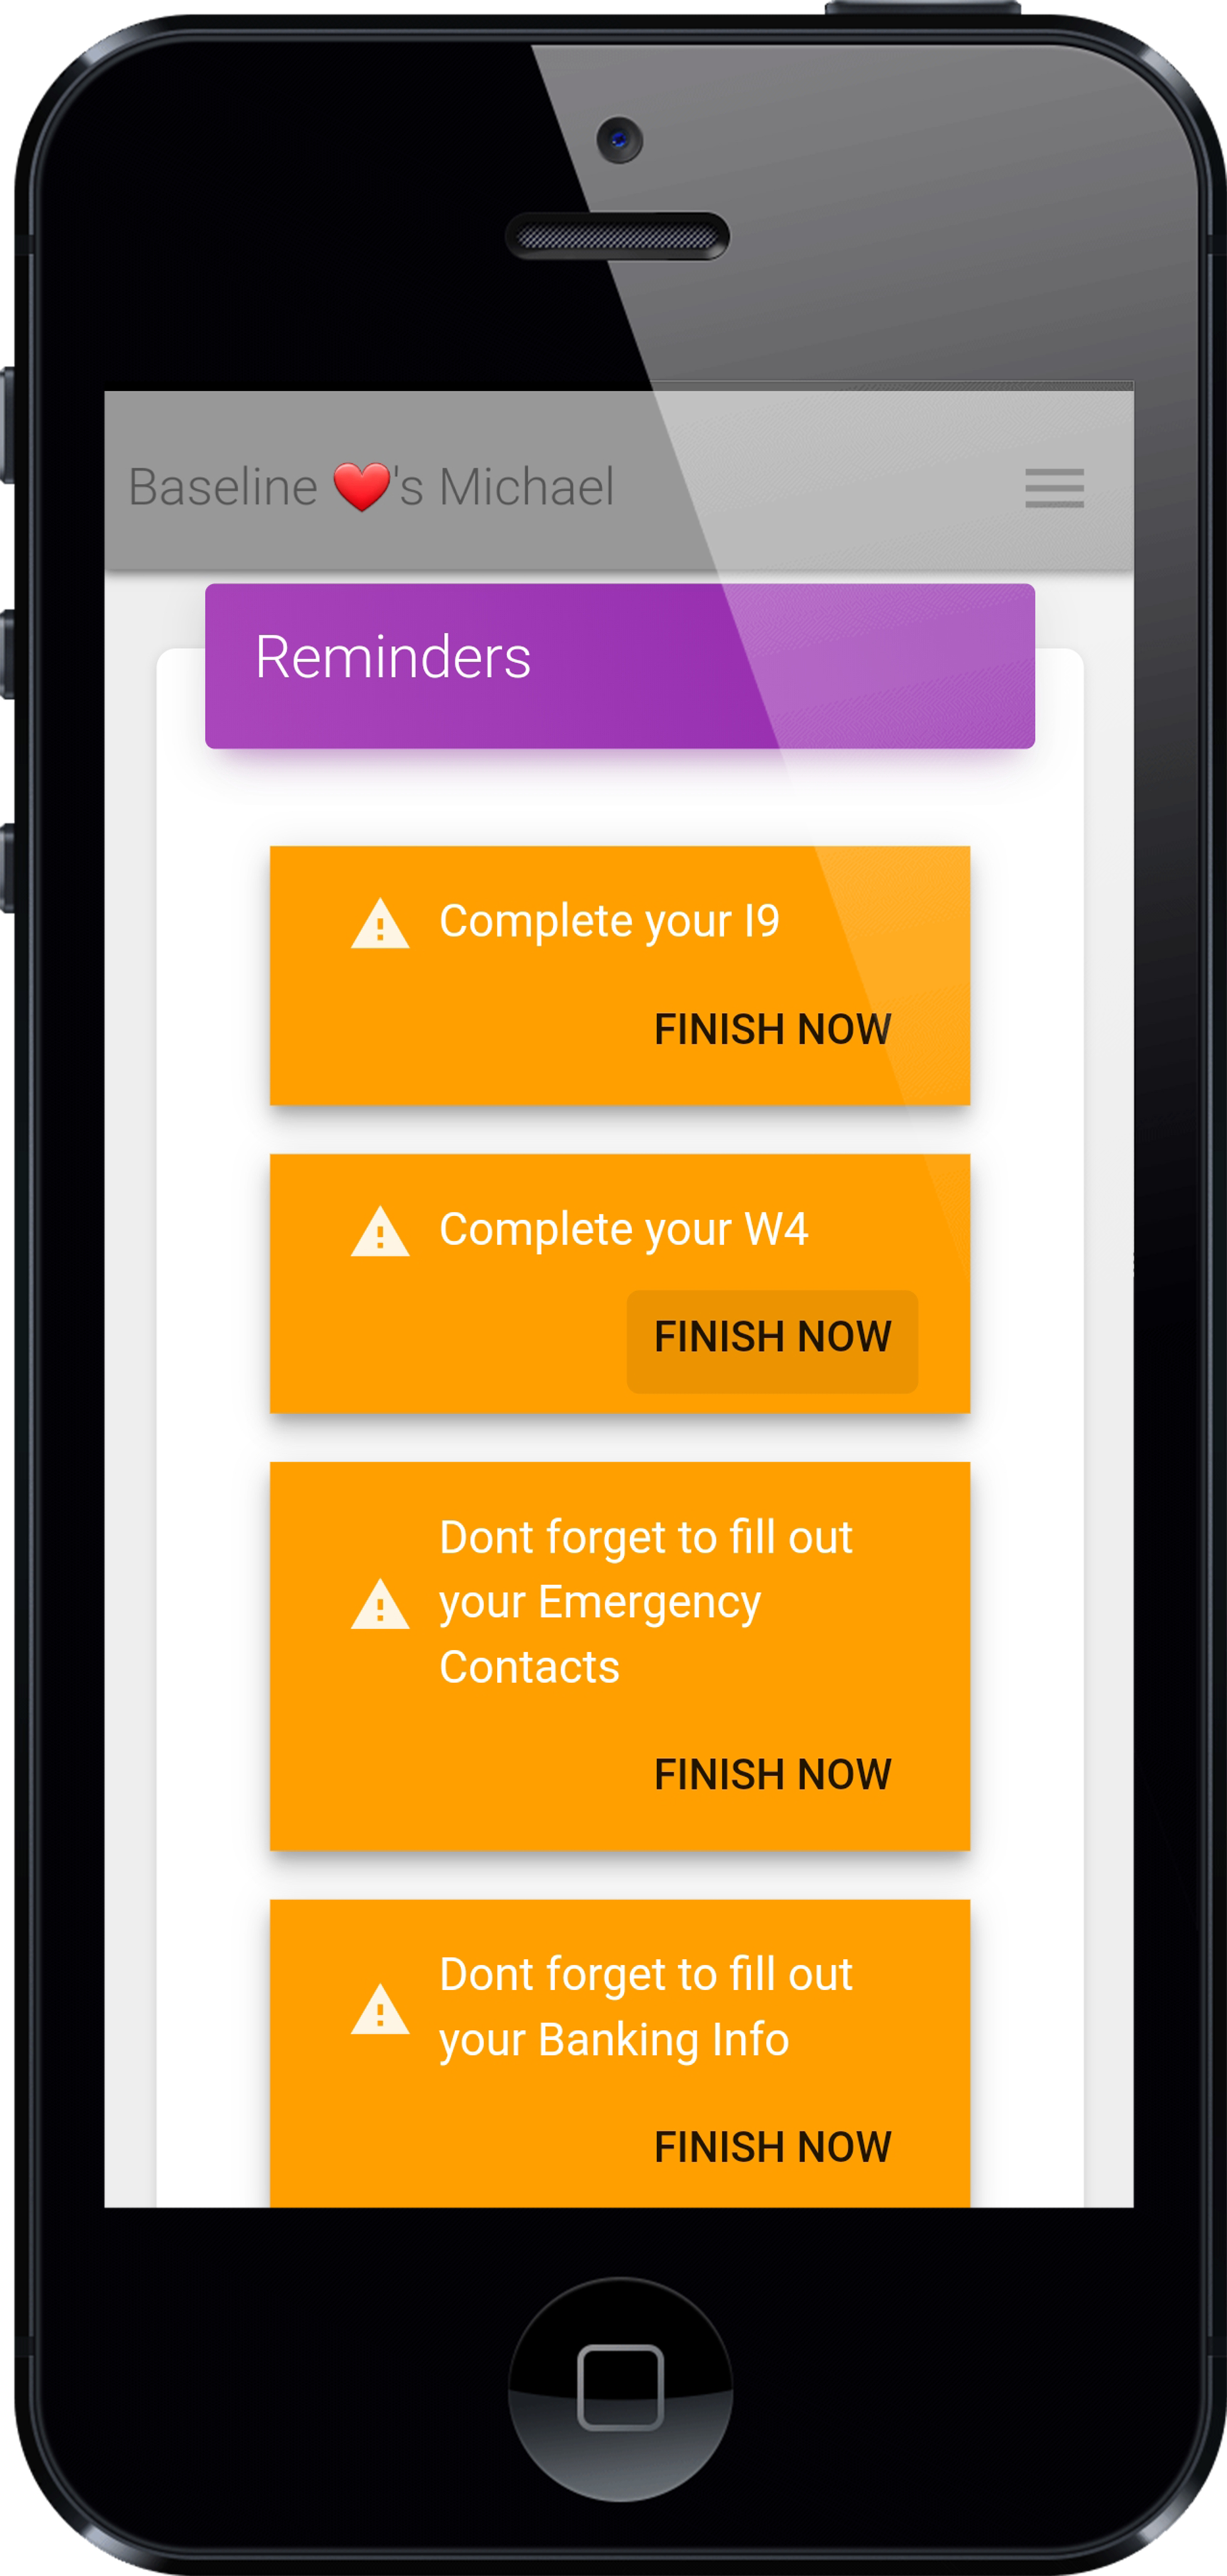 Baseline ❤️'s Michael
Reminders
Complete your I9
FINISH NOW
Complete your W4
FINISH NOW
Dont forget to fill out
your Emergency
Contacts
FINISH NOW
Dont forget to fill out
your Banking Info
FINISH NOW